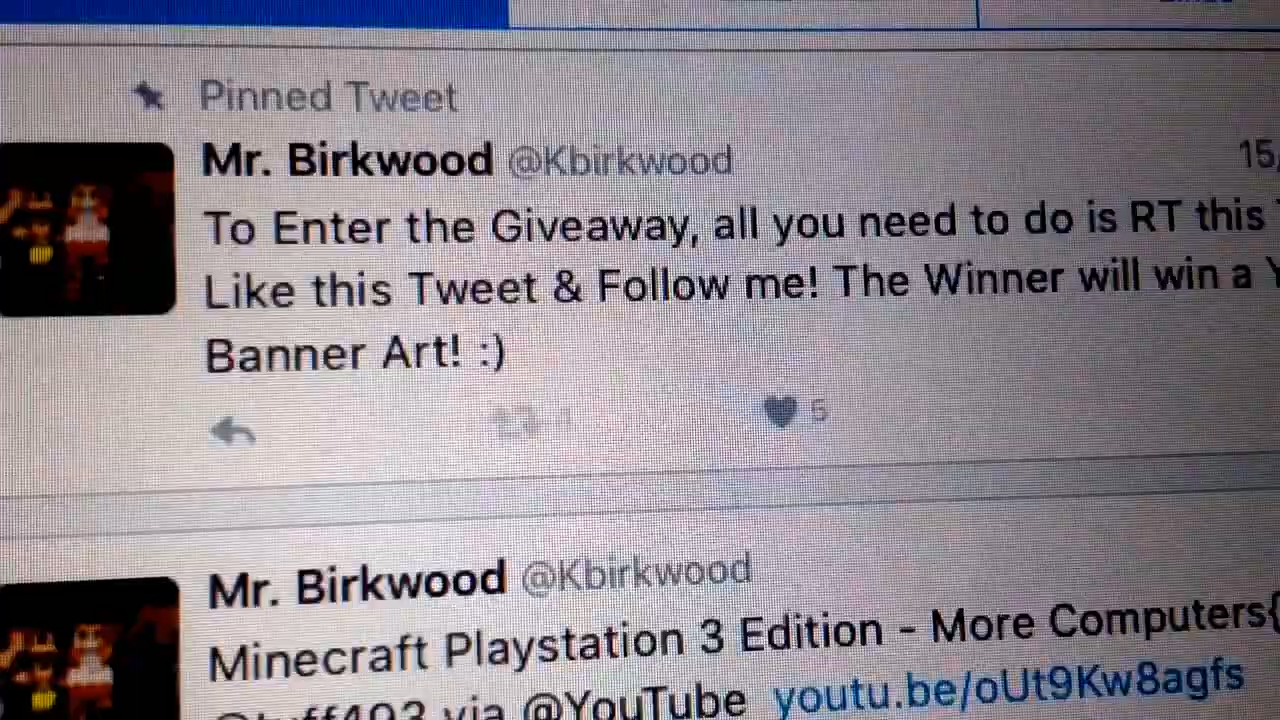 Pinned Tweet
Mr. Birkwood @Kbirkwood 15,
To Enter the Giveaway, all you need to do is RT this
Like this Tweet & Follow me! The Winner will win a Y
Banner Art! :)
5
Mr. Birkwood @Kbirkwood
Minecraft Playstation 3 Edition - More Computers
via @YouTube youtu.be/oUt9Kw8agfs